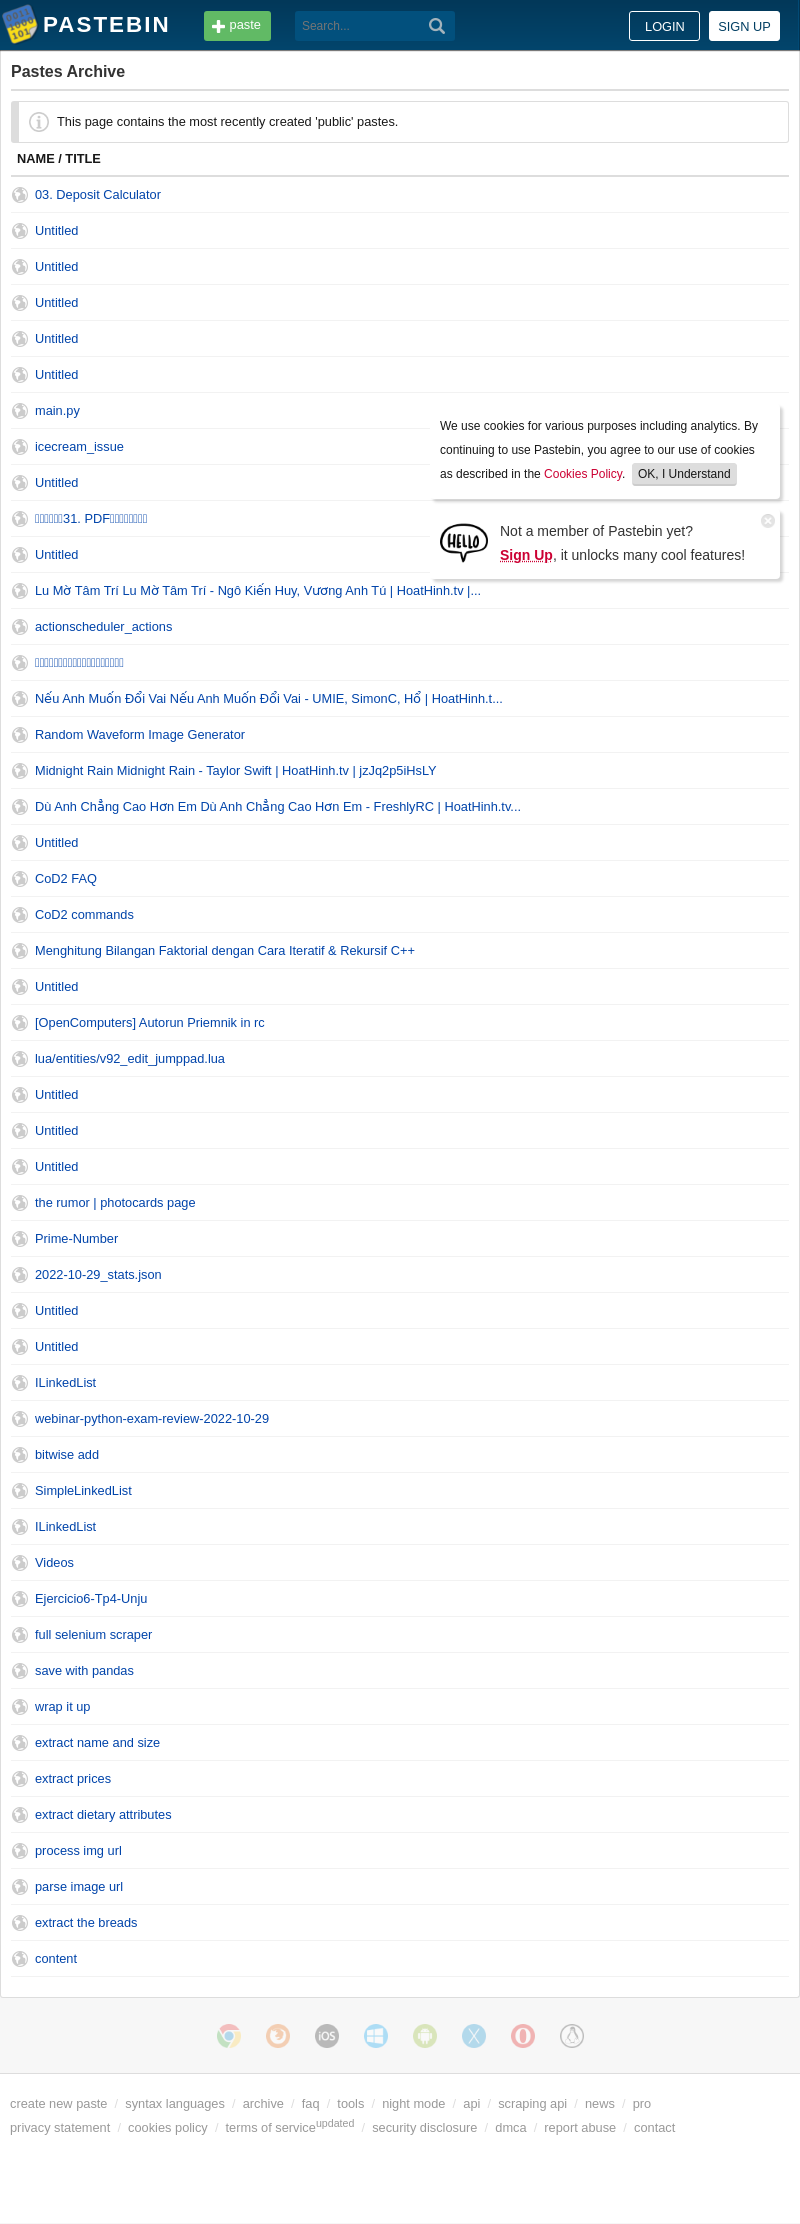 PASTEBIN
paste
Search...
LOGIN
SIGN UP
Pastes Archive
This page contains the most recently created 'public' pastes.
NAME / TITLE
03. Deposit Calculator
Untitled
Untitled
Untitled
Untitled
Untitled
main.py
icecream_issue
Untitled
31. PDF
Untitled
Lu Mờ Tâm Trí Lu Mờ Tâm Trí - Ngô Kiến Huy, Vương Anh Tú | HoatHinh.tv |...
actionscheduler_actions
Nếu Anh Muốn Đổi Vai Nếu Anh Muốn Đổi Vai - UMIE, SimonC, Hổ | HoatHinh.t...
Random Waveform Image Generator
Midnight Rain Midnight Rain - Taylor Swift | HoatHinh.tv | jzJq2p5iHsLY
Dù Anh Chẳng Cao Hơn Em Dù Anh Chẳng Cao Hơn Em - FreshlyRC | HoatHinh.tv...
Untitled
CoD2 FAQ
CoD2 commands
Menghitung Bilangan Faktorial dengan Cara Iteratif & Rekursif C++
Untitled
[OpenComputers] Autorun Priemnik in rc
lua/entities/v92_edit_jumppad.lua
Untitled
Untitled
Untitled
the rumor | photocards page
Prime-Number
2022-10-29_stats.json
Untitled
Untitled
ILinkedList
webinar-python-exam-review-2022-10-29
bitwise add
SimpleLinkedList
ILinkedList
Videos
Ejercicio6-Tp4-Unju
full selenium scraper
save with pandas
wrap it up
extract name and size
extract prices
extract dietary attributes
process img url
parse image url
extract the breads
content
We use cookies for various purposes including analytics. By
continuing to use Pastebin, you agree to our use of cookies
as described in the Cookies Policy. OK, I Understand
HELLO
Not a member of Pastebin yet?
Sign Up, it unlocks many cool features!
iOS
create new paste / syntax languages / archive / faq / tools / night mode / api / scraping api / news / pro
privacy statement / cookies policy / terms of serviceupdated / security disclosure / dmca / report abuse / contact